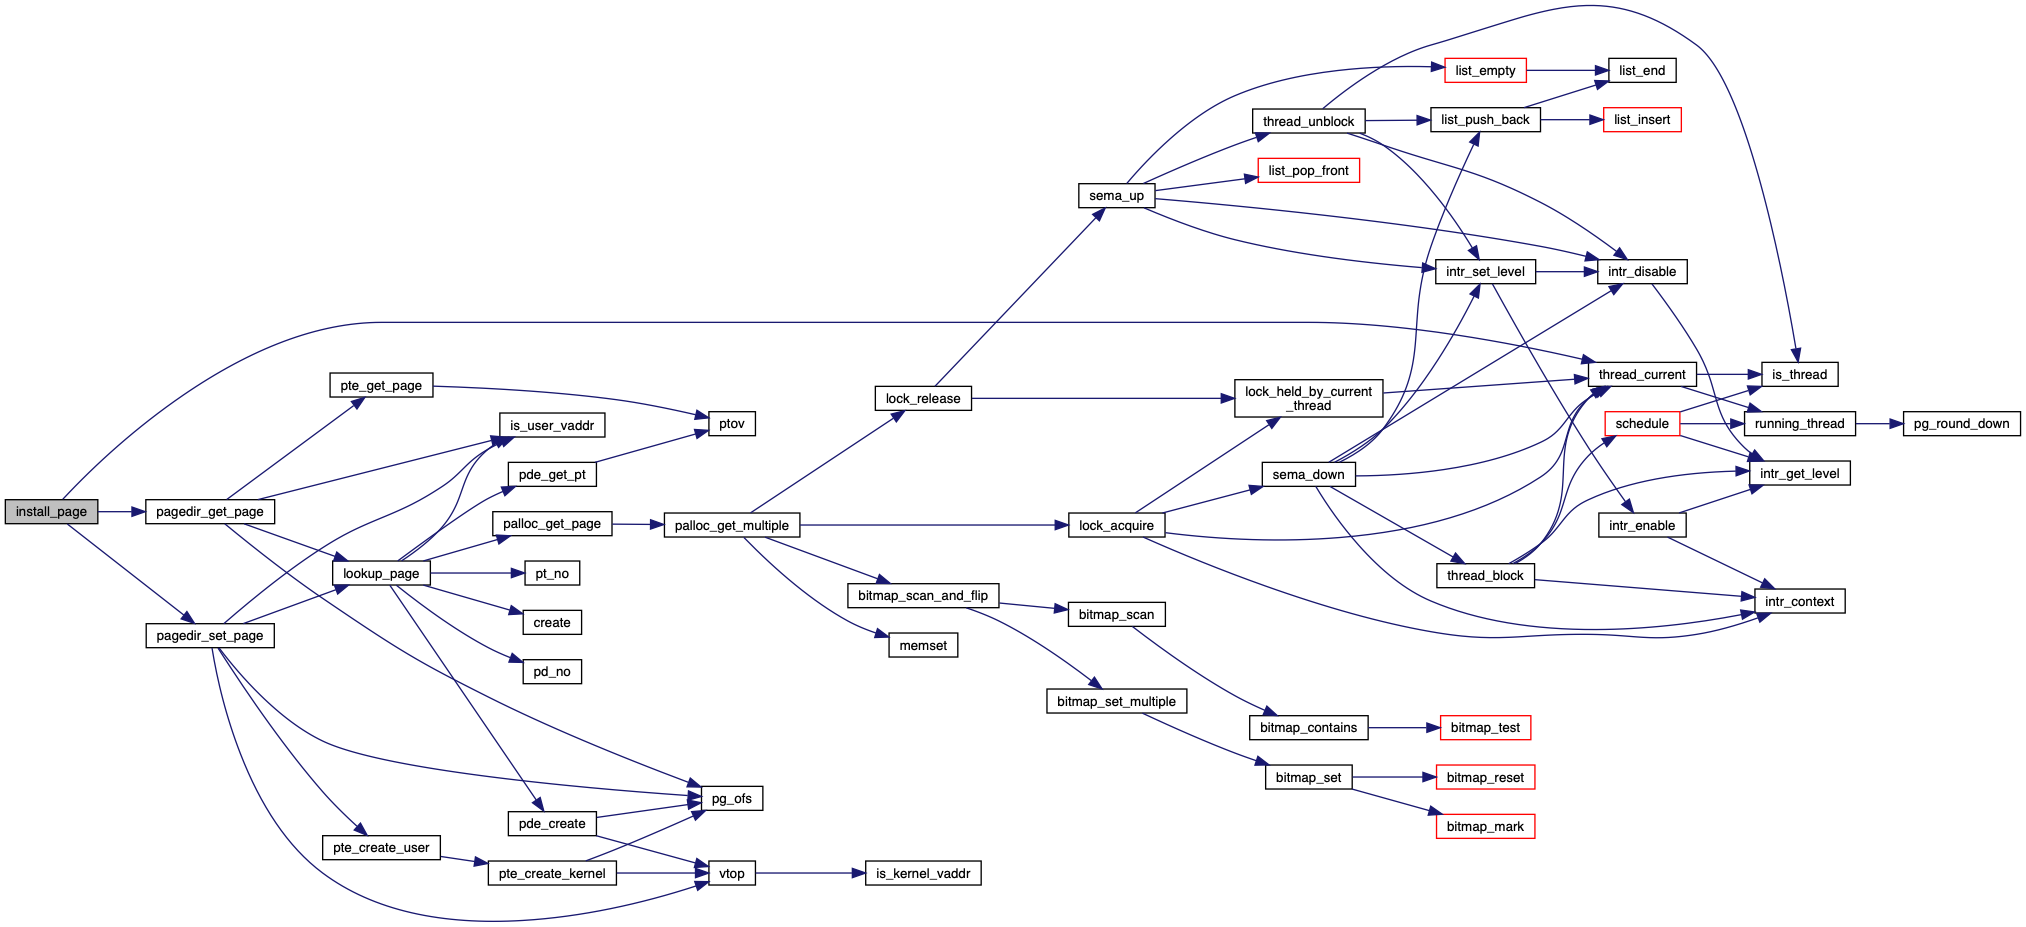 install_page
pagedir_get_page
pagedir_set_page
pte_get_page
lookup_page
pte_create_user
is_user_vaddr
pde_get_pt
palloc_get_page
pt_no
create
pd_no
pde_create
pte_create_kernel
ptov
palloc_get_multiple
pg_ofs
vtop
lock_release
bitmap_scan_and_flip
memset
is_kernel_vaddr
sema_up
lock_acquire
bitmap_scan
bitmap_set_multiple
thread_unblock
list_pop_front
lock_held_by_current
_thread
sema_down
bitmap_contains
bitmap_set
list_empty
list_push_back
intr_set_level
thread_block
bitmap_test
bitmap_reset
bitmap_mark
list_end
list_insert
intr_disable
thread_current
schedule
intr_enable
is_thread
running_thread
intr_get_level
intr_context
pg_round_down